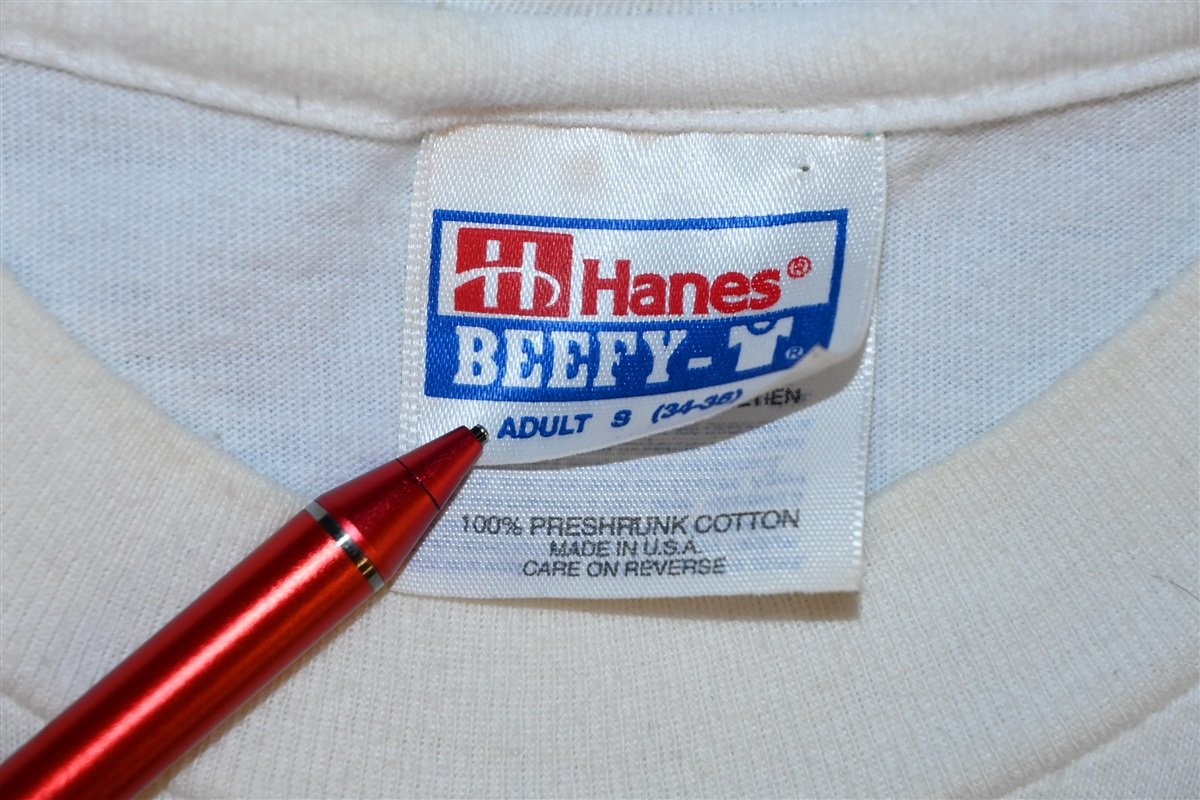 Hanes®
BEEFY-T®
ADULT S (34-36)
100% PRESHRUNK COTTON
MADE IN U.S.A.
CARE ON REVERSE